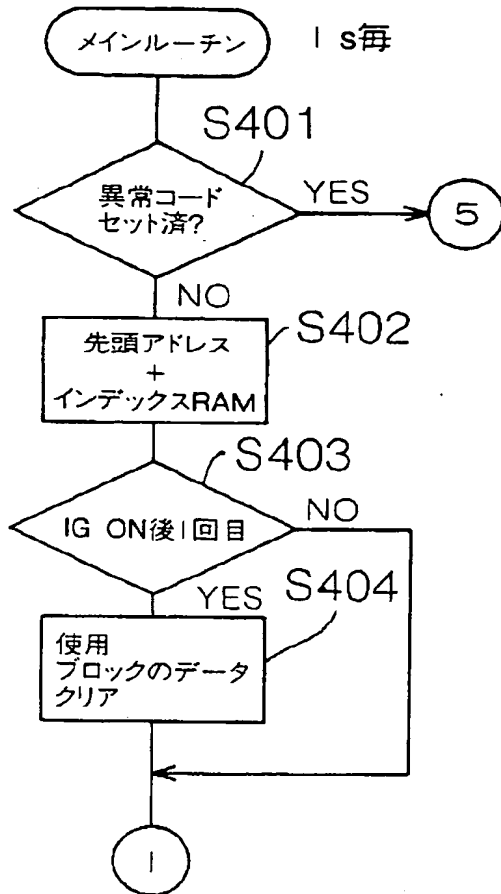 メインルーチン
1s毎
S401
異常コード
セット済?
YES
5
NO
先頭アドレス
+
インデックスRAM
S402
S403
IG ON後1回目
NO
YES
S404
使用
ブロックのデータ
クリア
1